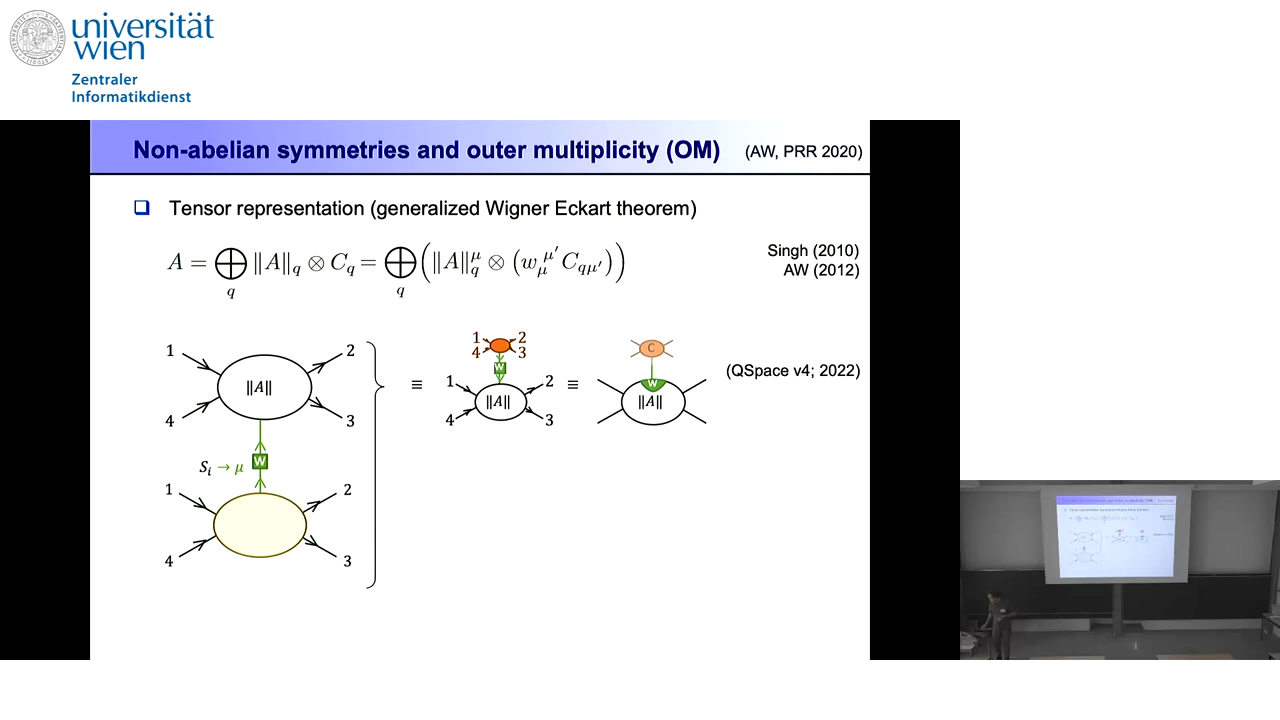 universität
wien
Zentraler
Informatikdienst
Non-abelian symmetries and outer multiplicity (OM) (AW, PRR 2020)
Tensor representation (generalized Wigner Eckart theorem)
A = ⊕_q ‖A‖_q ⊗ C_q = ⊕_q (‖A‖_q^μ ⊗ (w_μ^μ′ C_{qμ′}))
Singh (2010)
AW (2012)
1 2
‖A‖
4 3
S_i → μ W
1 2
4 3
≡
1 2
4 3
W
1 2
‖A‖
4 3
≡
C
W
‖A‖
(QSpace v4; 2022)